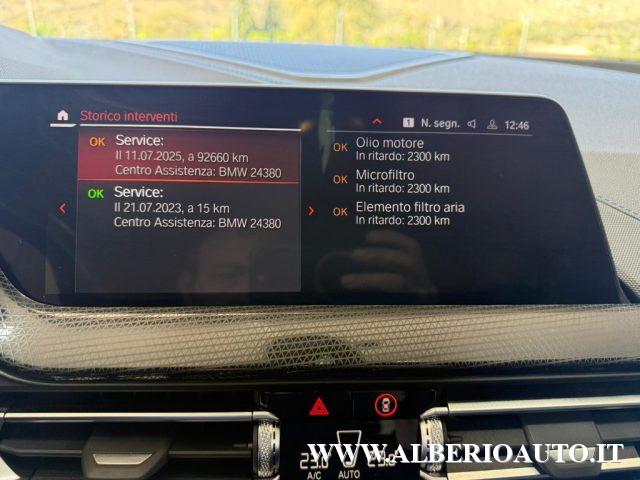 Storico interventi
1 N. segn. 12:46
OK Service:
Il 11.07.2025, a 92660 km
Centro Assistenza: BMW 24380
OK Service:
Il 21.07.2023, a 15 km
Centro Assistenza: BMW 24380
OK Olio motore
In ritardo: 2300 km
OK Microfiltro
In ritardo: 2300 km
OK Elemento filtro aria
In ritardo: 2300 km
A/C AUTO
WWW.ALBERIOAUTO.IT